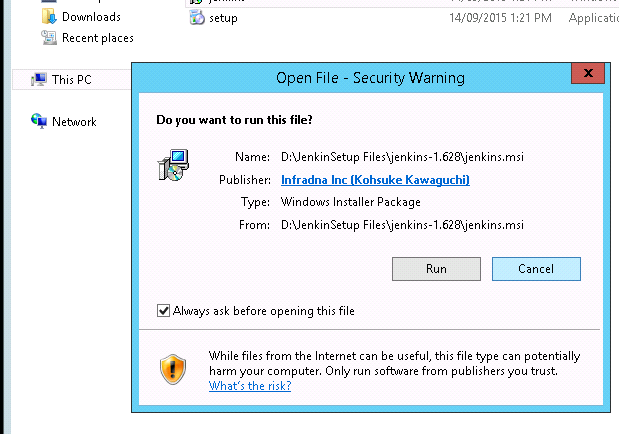 Downloads
setup 14/09/2015 1:21 PM Applicatio
Recent places
This PC
Network
Open File - Security Warning
x
Do you want to run this file?
Name: D:\JenkinSetup Files\jenkins-1.628\jenkins.msi
Publisher: Infradna Inc (Kohsuke Kawaguchi)
Type: Windows Installer Package
From: D:\JenkinSetup Files\jenkins-1.628\jenkins.msi
Run Cancel
Always ask before opening this file
While files from the Internet can be useful, this file type can potentially
harm your computer. Only run software from publishers you trust.
What's the risk?